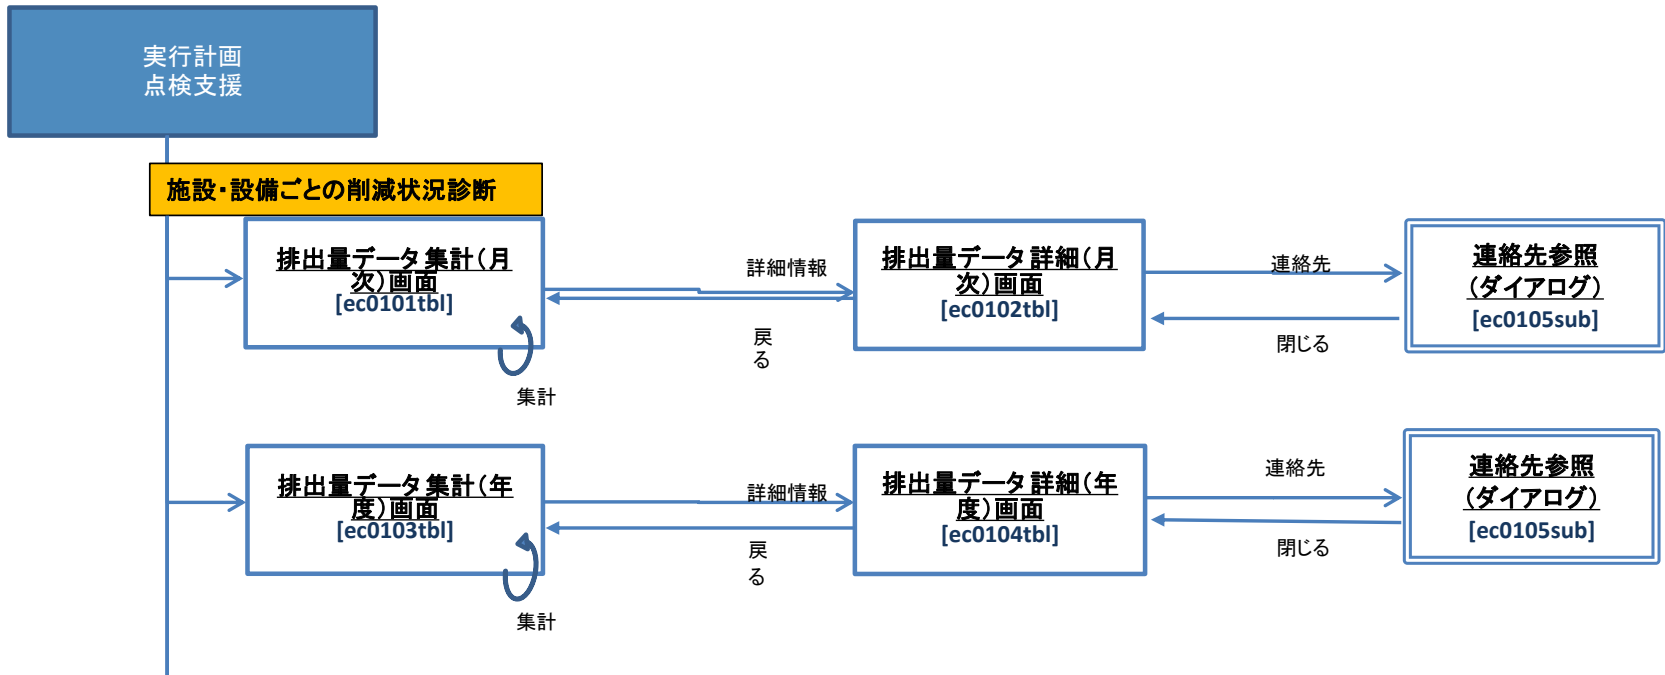 実行計画
点検支援
施設・設備ごとの削減状況診断
排出量データ集計（月
次）画面
[ec0101tbl]
集計
詳細情報
戻
る
排出量データ詳細（月
次）画面
[ec0102tbl]
連絡先
閉じる
連絡先参照
（ダイアログ）
[ec0105sub]
排出量データ集計（年
度）画面
[ec0103tbl]
集計
詳細情報
戻
る
排出量データ詳細（年
度）画面
[ec0104tbl]
連絡先
閉じる
連絡先参照
（ダイアログ）
[ec0105sub]